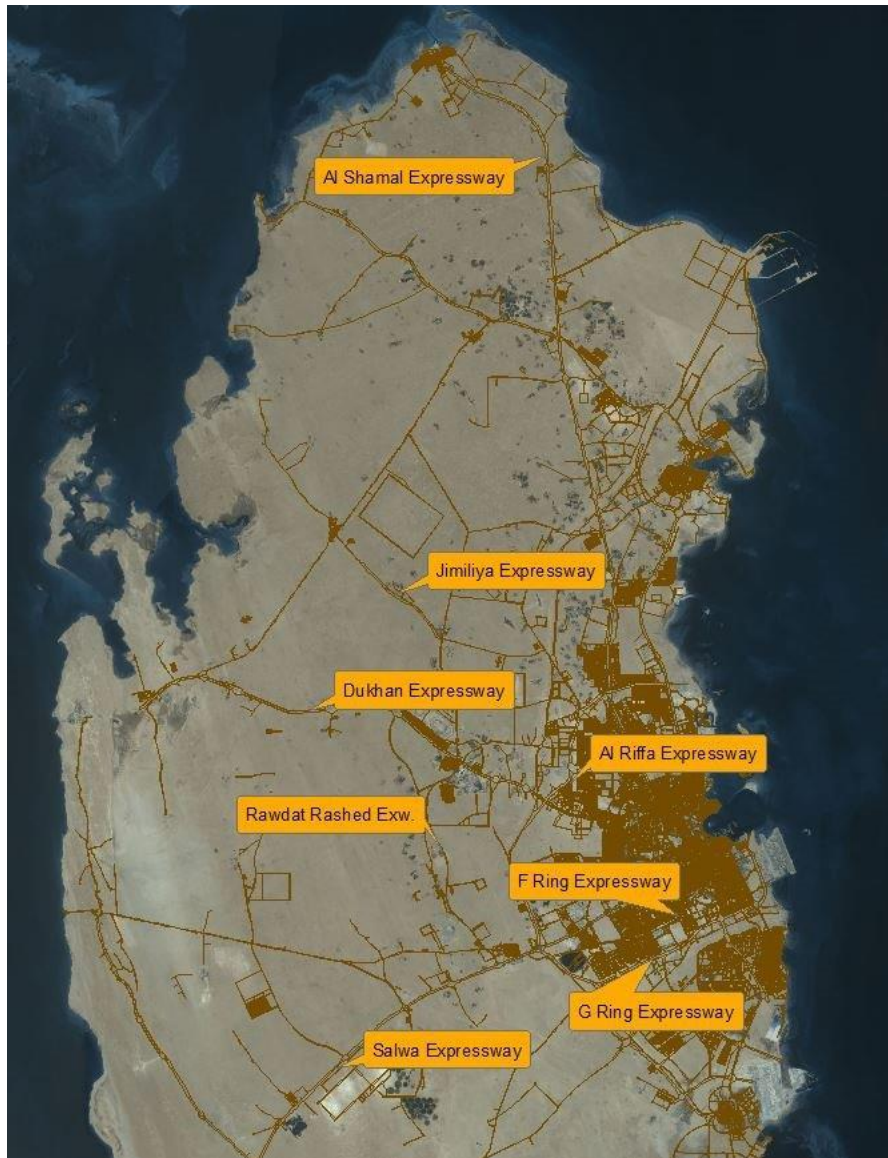 Al Shamal Expressway
Jimiliya Expressway
Dukhan Expressway
Al Riffa Expressway
Rawdat Rashed Exw.
F Ring Expressway
G Ring Expressway
Salwa Expressway